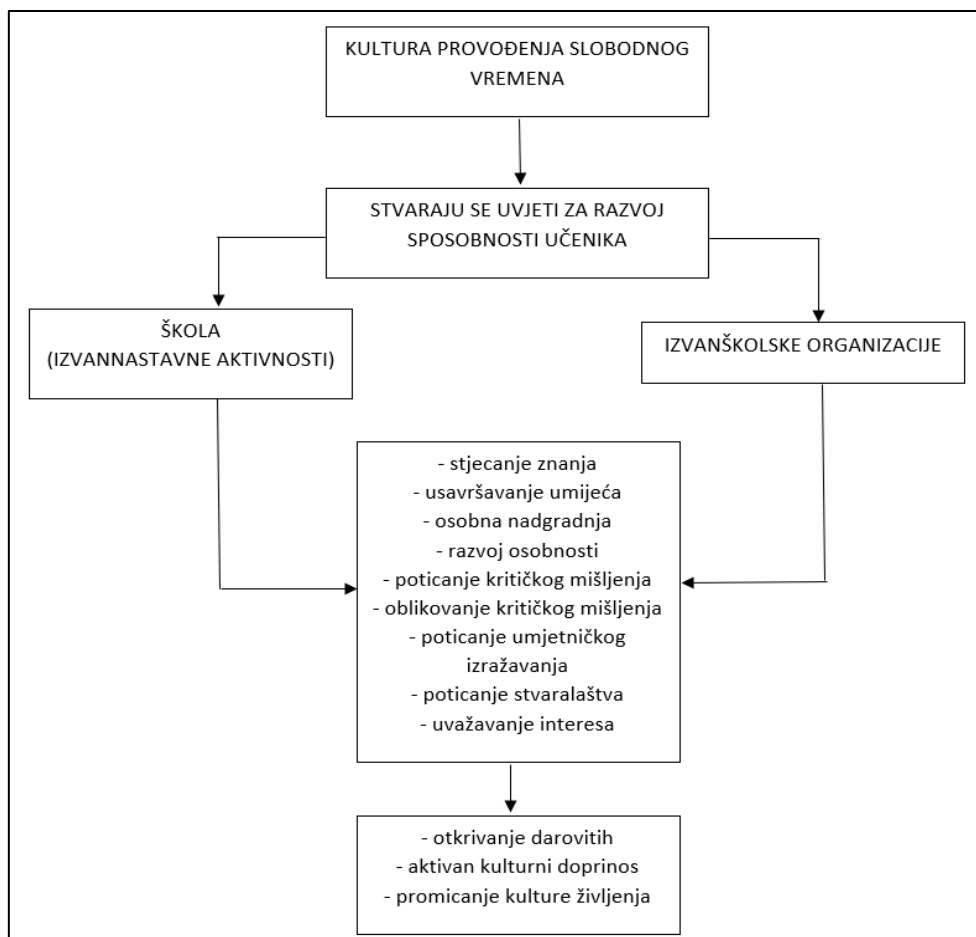 KULTURA PROVOĐENJA SLOBODNOG
VREMENA
STVARAJU SE UVJETI ZA RAZVOJ
SPOSOBNOSTI UČENIKA
ŠKOLA
(IZVANNASTAVNE AKTIVNOSTI)
IZVANŠKOLSKE ORGANIZACIJE
- stjecanje znanja
- usavršavanje umijeća
- osobna nadgradnja
- razvoj osobnosti
- poticanje kritičkog mišljenja
- oblikovanje kritičkog mišljenja
- poticanje umjetničkog
izražavanja
- poticanje stvaralaštva
- uvažavanje interesa
- otkrivanje darovitih
- aktivan kulturni doprinos
- promicanje kulture življenja